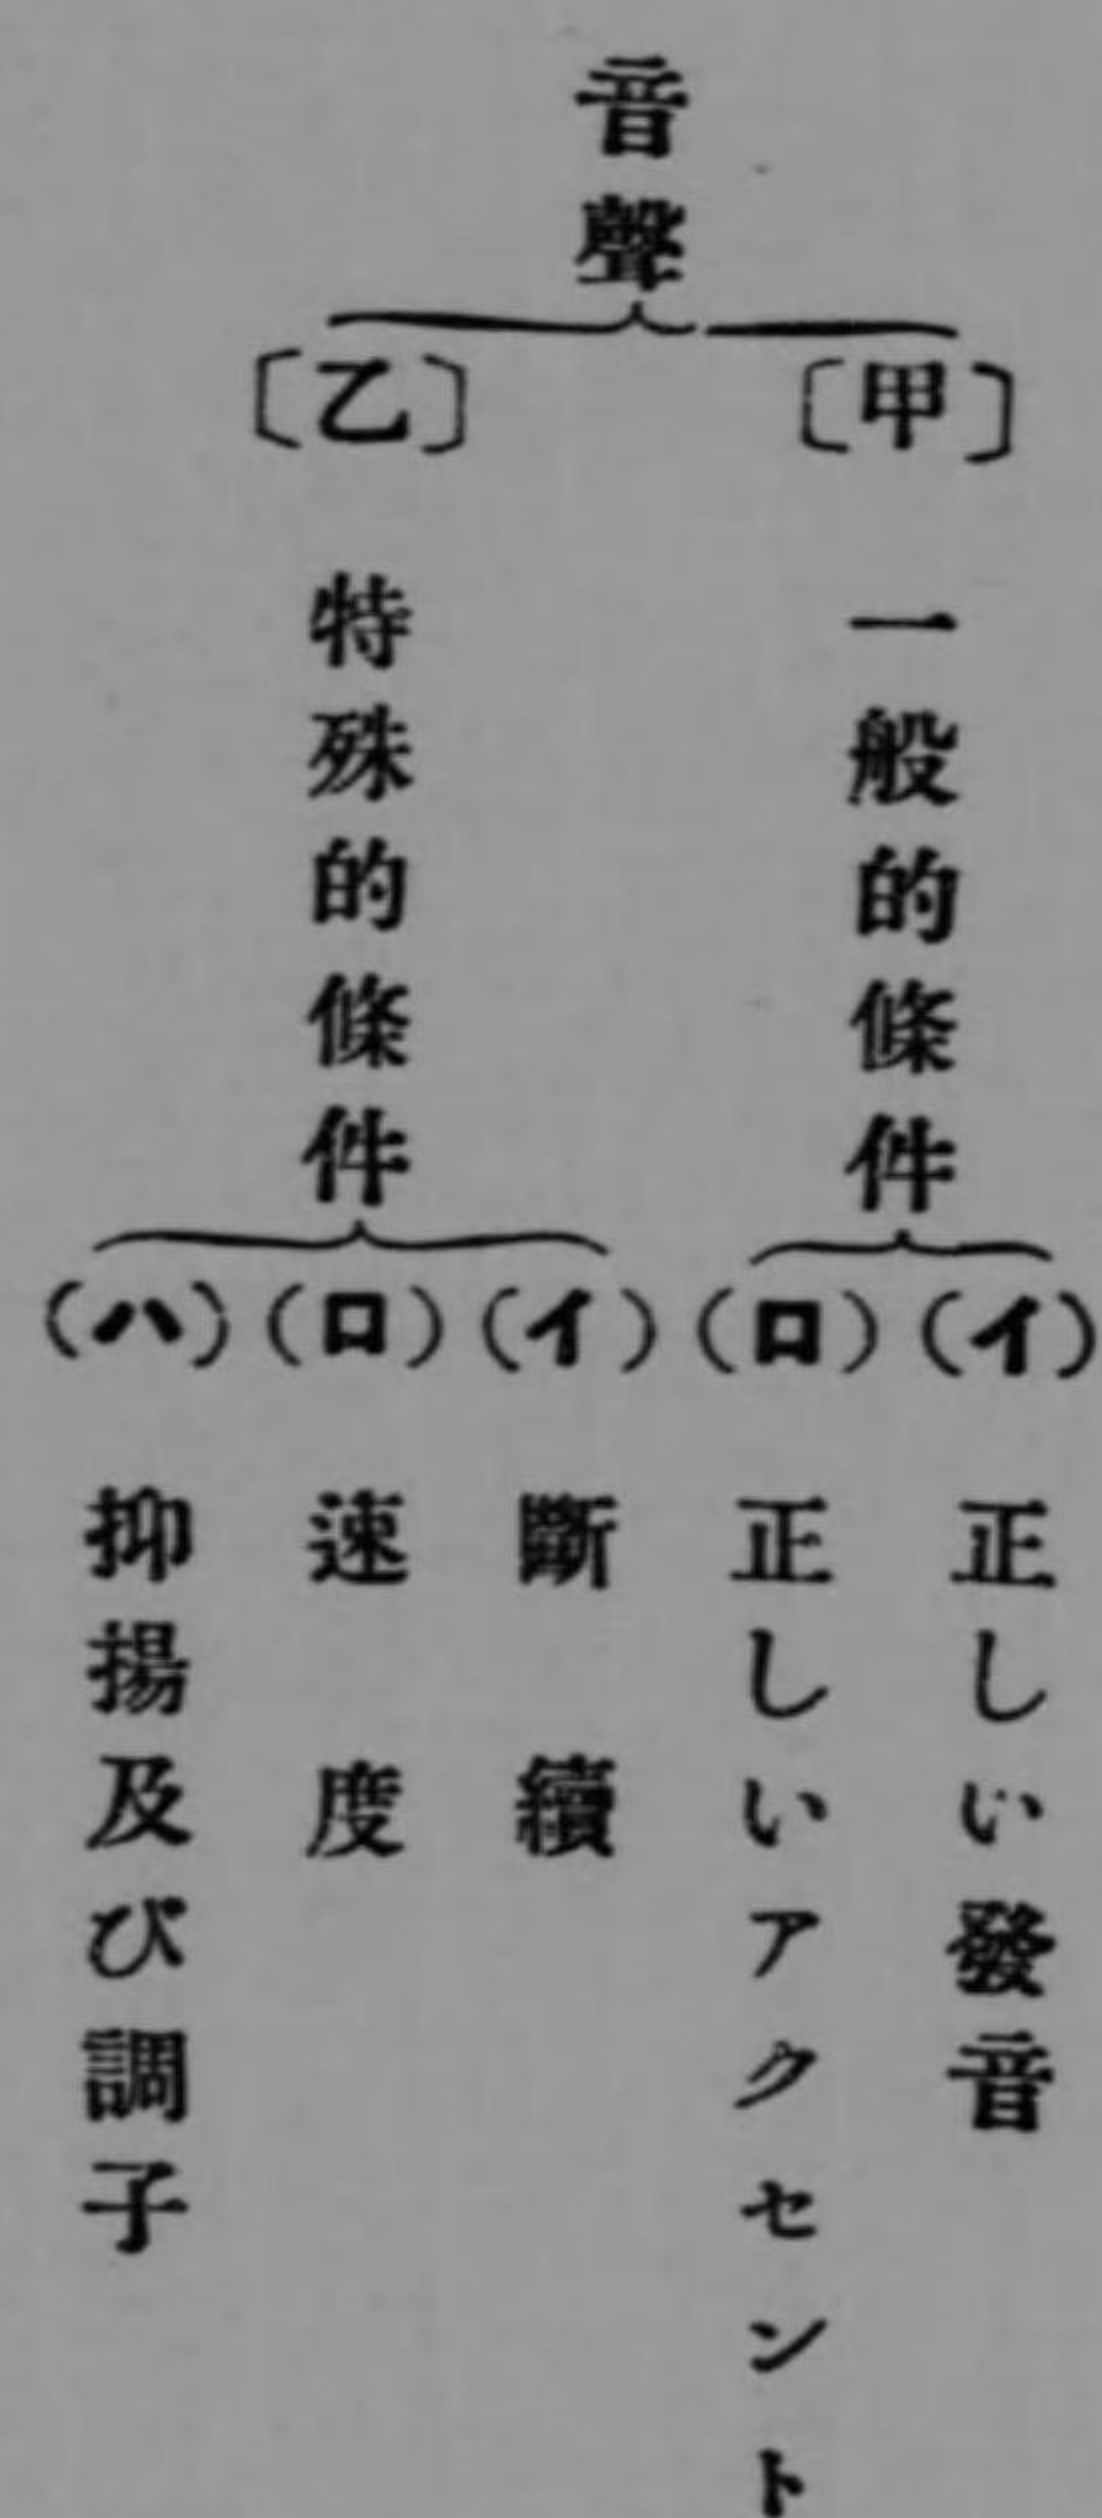 音聲
〔甲〕一般的條件
（イ）正しい發音
（ロ）正しいアクセント
〔乙〕特殊的條件
（イ）斷續
（ロ）速度
（ハ）抑揚及び調子